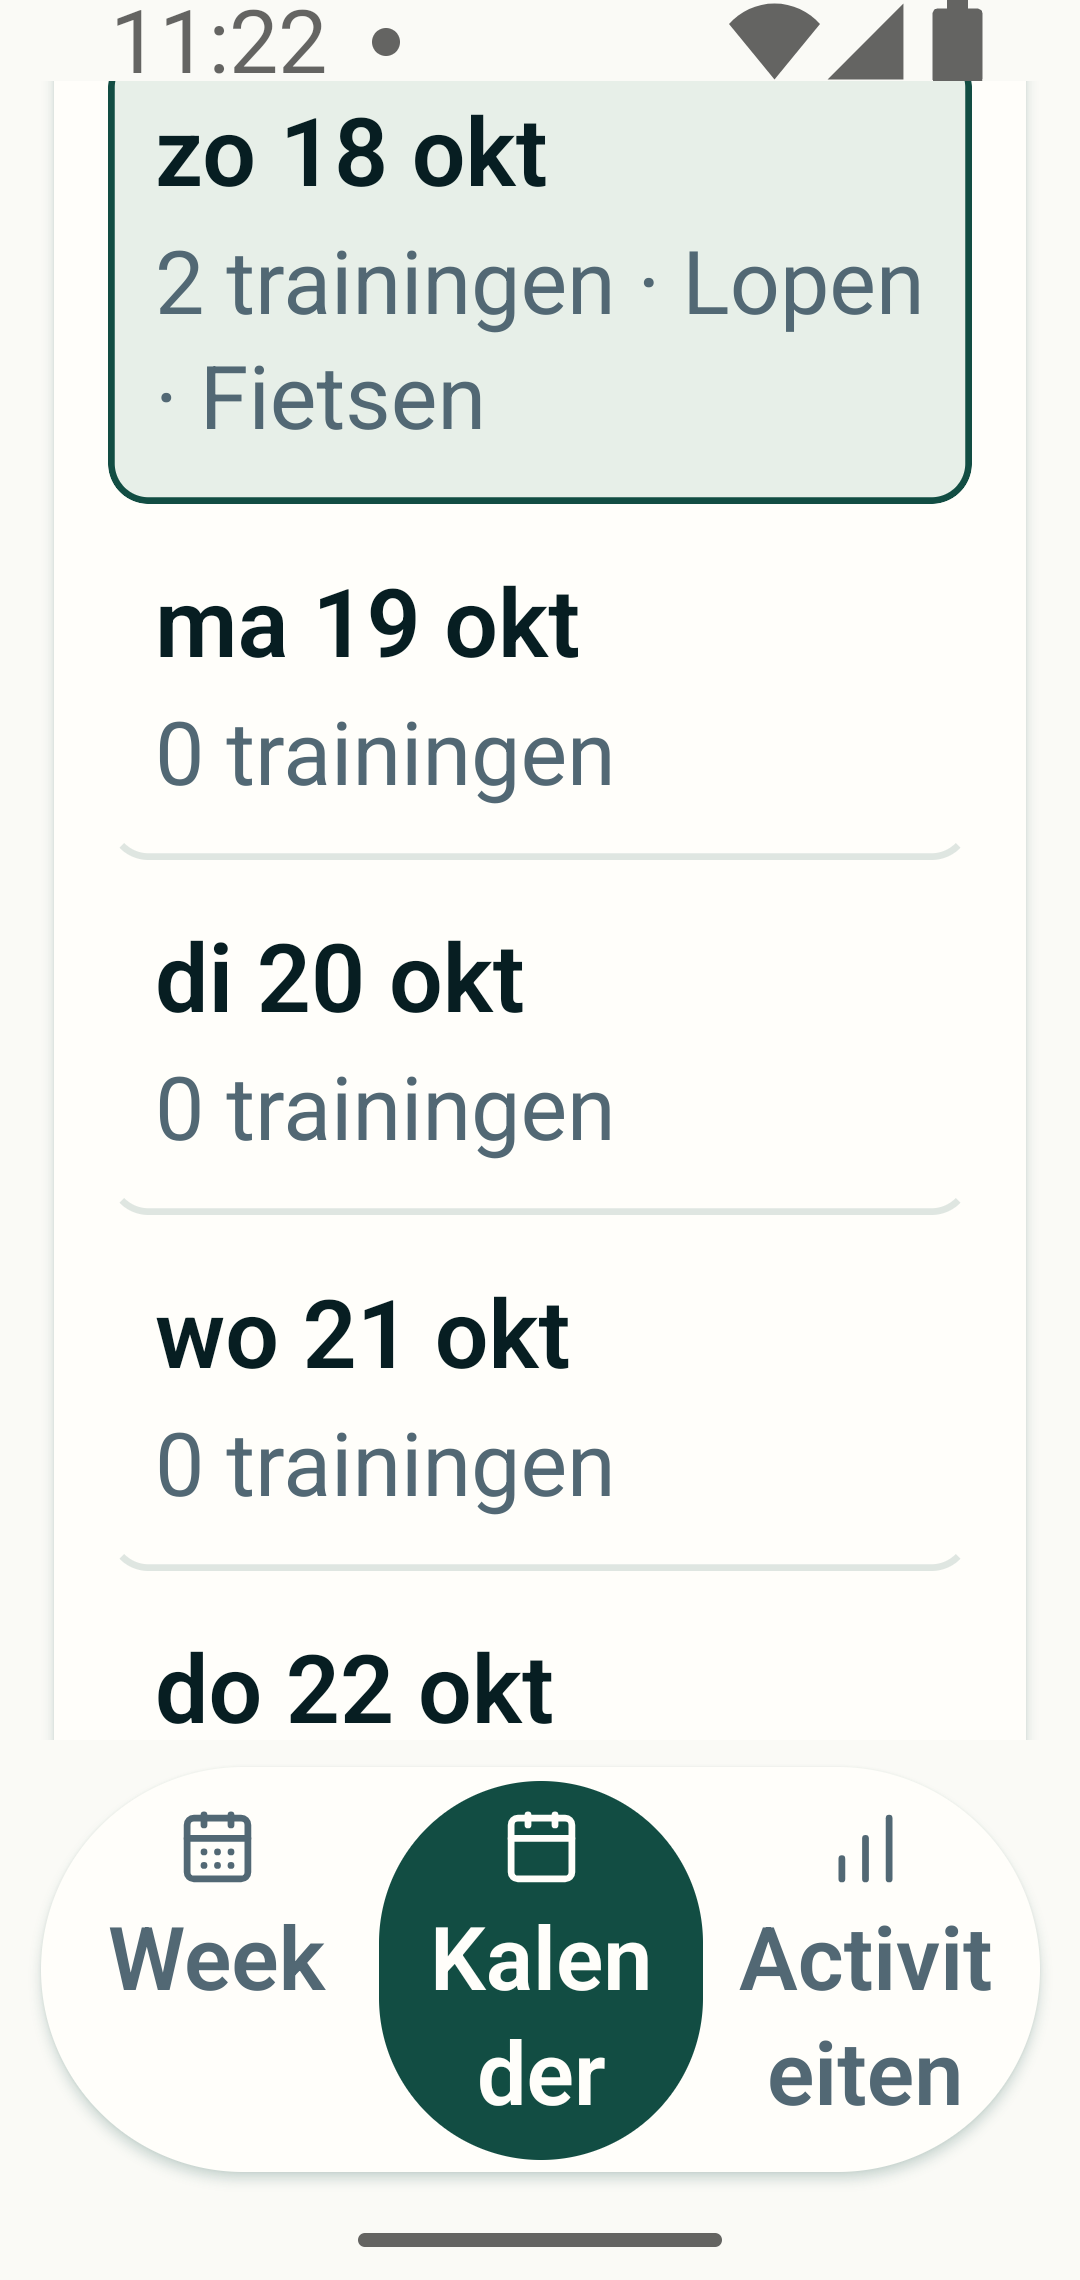 11:22
zo 18 okt
2 trainingen · Lopen
· Fietsen
ma 19 okt
0 trainingen
di 20 okt
0 trainingen
wo 21 okt
0 trainingen
do 22 okt
Week
Kalen
der
Activit
eiten